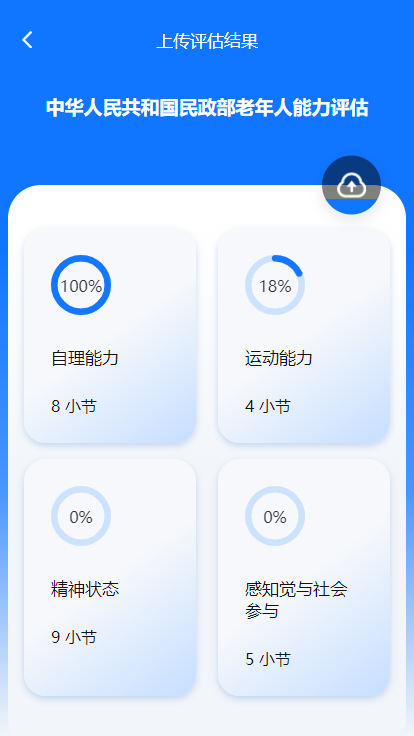 上传评估结果
中华人民共和国民政部老年人能力评估
100%
自理能力
8 小节
18%
运动能力
4 小节
0%
精神状态
9 小节
0%
感知觉与社会
参与
5 小节